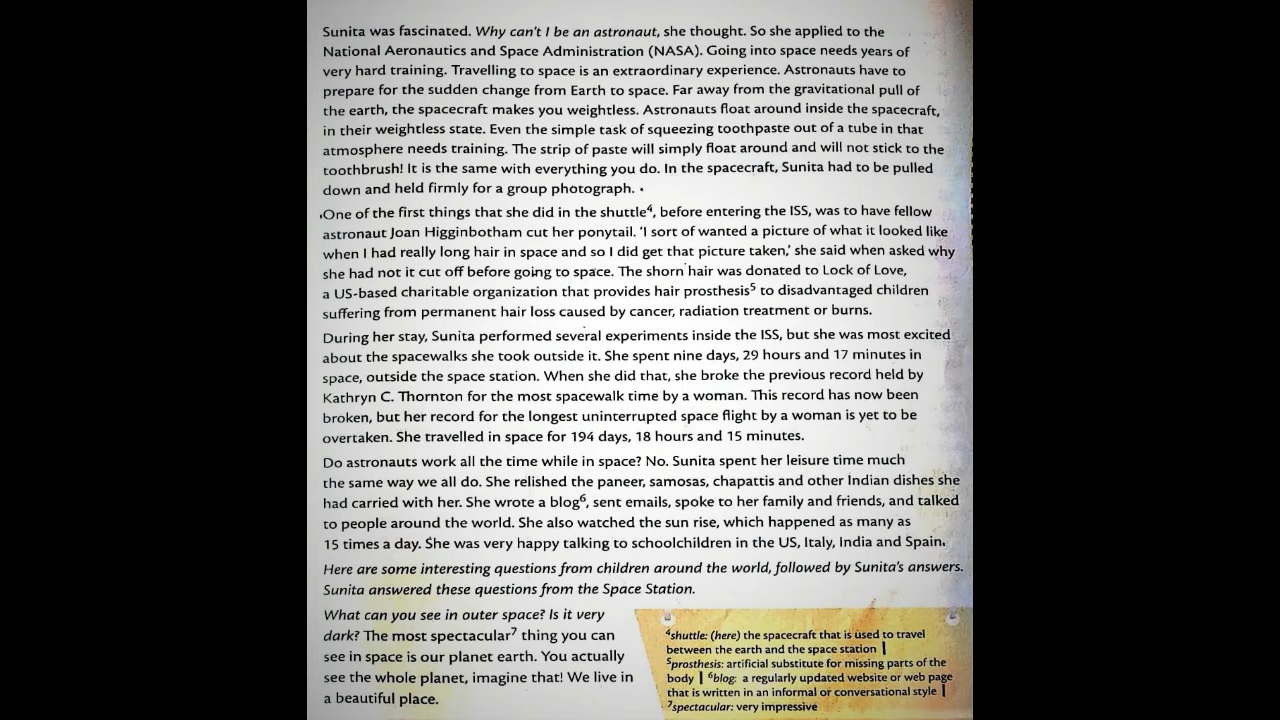 Sunita was fascinated. Why can't I be an astronaut, she thought. So she applied to the
National Aeronautics and Space Administration (NASA). Going into space needs years of
very hard training. Travelling to space is an extraordinary experience. Astronauts have to
prepare for the sudden change from Earth to space. Far away from the gravitational pull of
the earth, the spacecraft makes you weightless. Astronauts float around inside the spacecraft,
in their weightless state. Even the simple task of squeezing toothpaste out of a tube in that
atmosphere needs training. The strip of paste will simply float around and will not stick to the
toothbrush! It is the same with everything you do. In the spacecraft, Sunita had to be pulled
down and held firmly for a group photograph.
One of the first things that she did in the shuttle⁴, before entering the ISS, was to have fellow
astronaut Joan Higginbotham cut her ponytail. 'I sort of wanted a picture of what it looked like
when I had really long hair in space and so I did get that picture taken,' she said when asked why
she had not it cut off before going to space. The shorn hair was donated to Lock of Love,
a US-based charitable organization that provides hair prosthesis⁵ to disadvantaged children
suffering from permanent hair loss caused by cancer, radiation treatment or burns.
During her stay, Sunita performed several experiments inside the ISS, but she was most excited
about the spacewalks she took outside it. She spent nine days, 29 hours and 17 minutes in
space, outside the space station. When she did that, she broke the previous record held by
Kathryn C. Thornton for the most spacewalk time by a woman. This record has now been
broken, but her record for the longest uninterrupted space flight by a woman is yet to be
overtaken. She travelled in space for 194 days, 18 hours and 15 minutes.
Do astronauts work all the time while in space? No. Sunita spent her leisure time much
the same way we all do. She relished the paneer, samosas, chapattis and other Indian dishes she
had carried with her. She wrote a blog⁶, sent emails, spoke to her family and friends, and talked
to people around the world. She also watched the sun rise, which happened as many as
15 times a day. She was very happy talking to schoolchildren in the US, Italy, India and Spain.
Here are some interesting questions from children around the world, followed by Sunita's answers.
Sunita answered these questions from the Space Station.
What can you see in outer space? Is it very
dark? The most spectacular⁷ thing you can
see in space is our planet earth. You actually
see the whole planet, imagine that! We live in
a beautiful place.
⁴shuttle: (here) the spacecraft that is used to travel
between the earth and the space station |
⁵prosthesis: artificial substitute for missing parts of the
body | ⁶blog: a regularly updated website or web page
that is written in an informal or conversational style |
⁷spectacular: very impressive